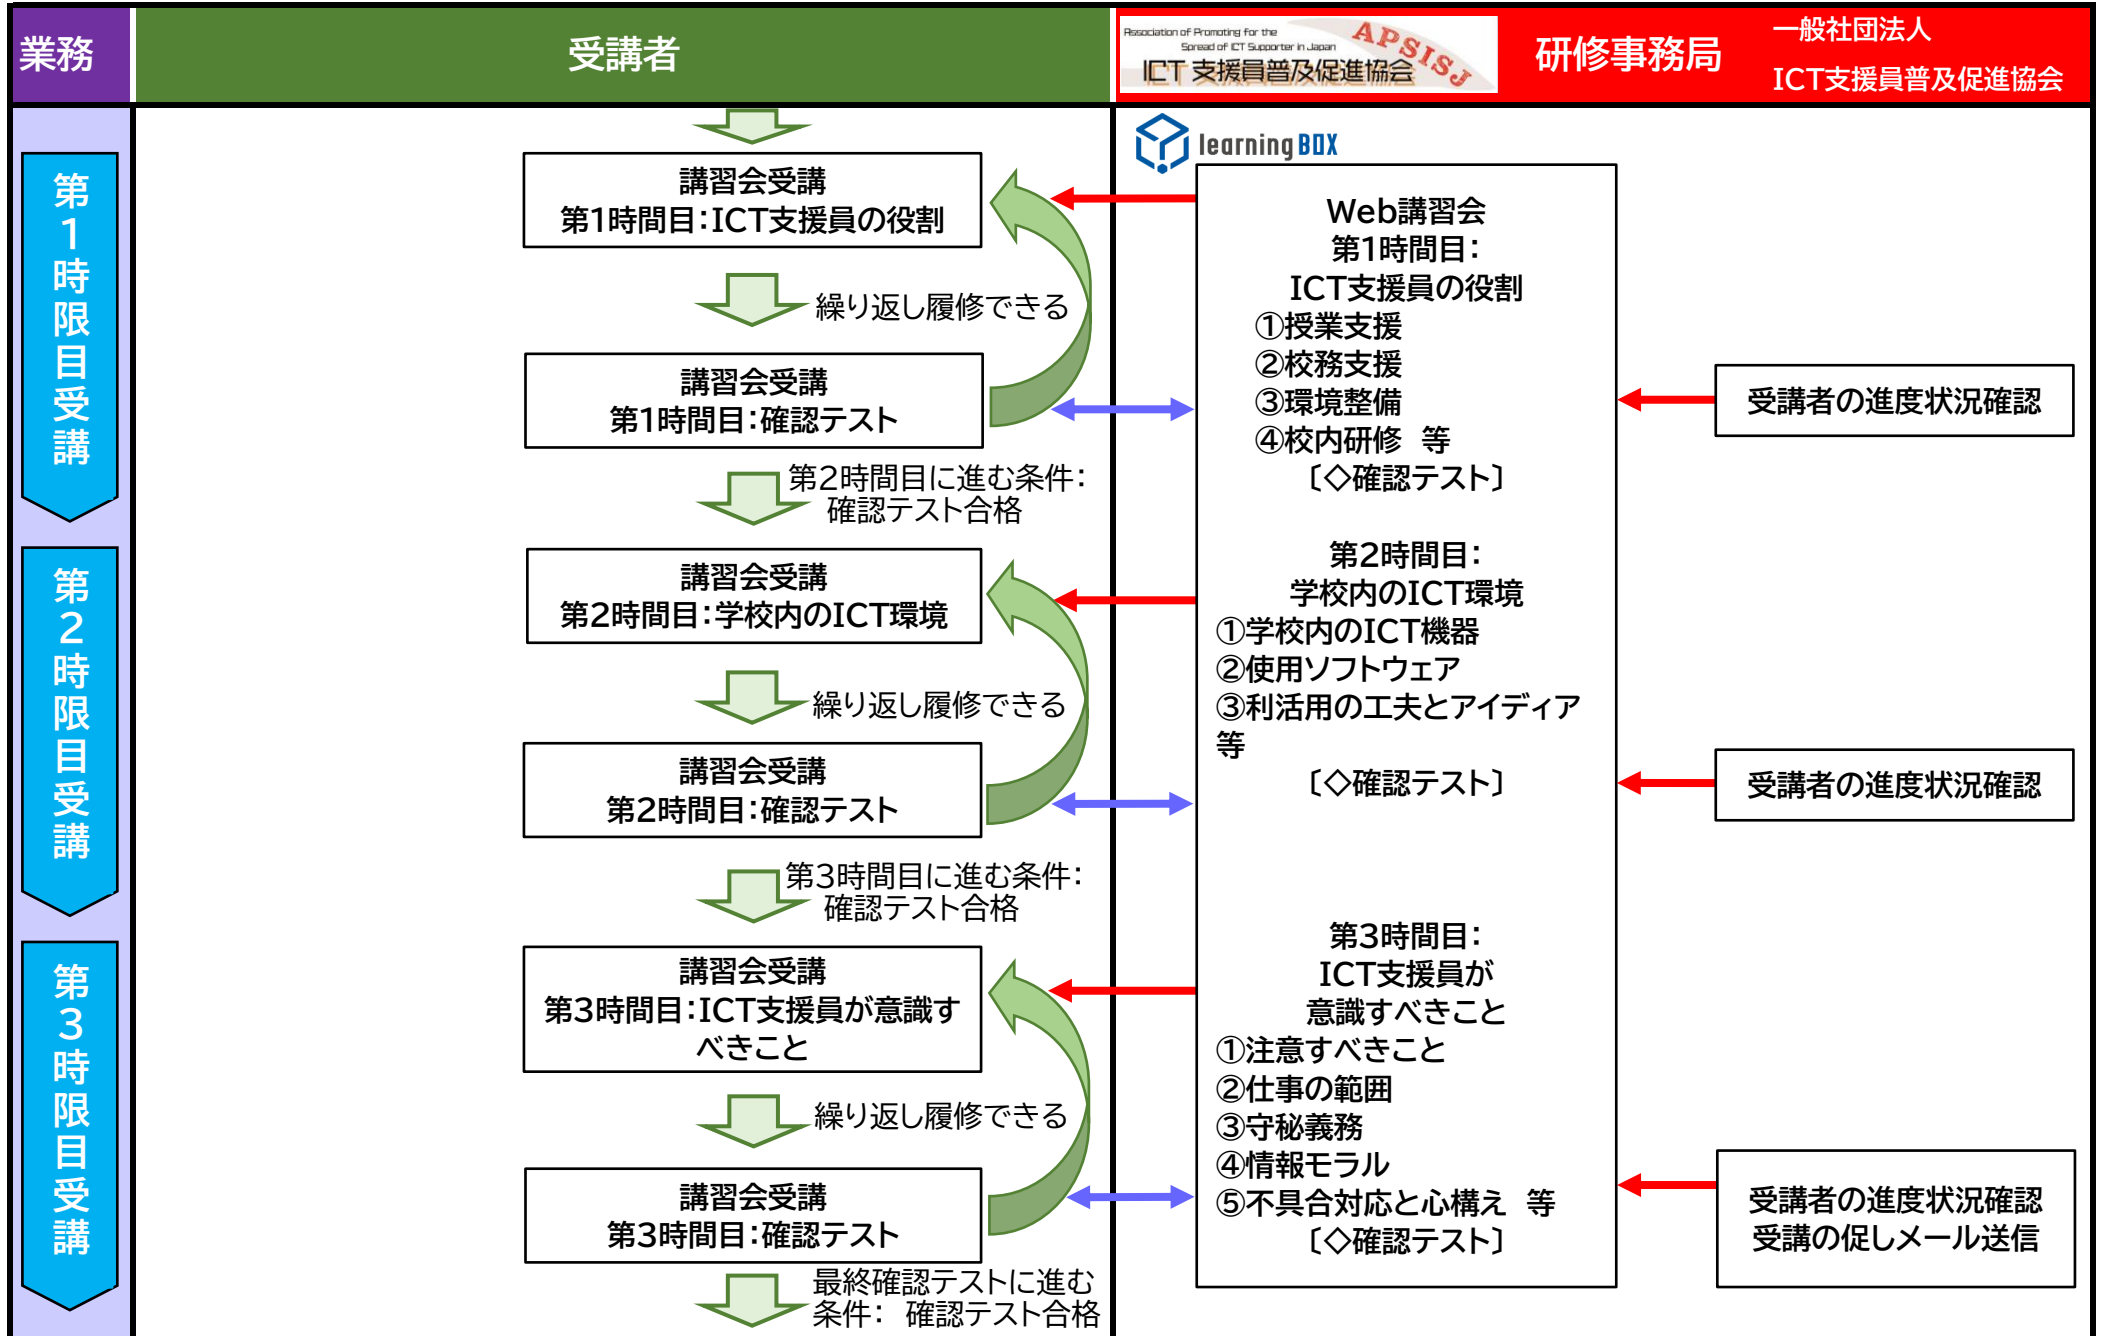 業務
受講者
Association of Promoting for the
Spread of ICT Supporter in Japan
APSISJ
ICT 支援員普及促進協会
研修事務局
一般社団法人
ICT支援員普及促進協会
第1時限目受講
講習会受講
第1時間目：ICT支援員の役割
繰り返し履修できる
講習会受講
第1時間目：確認テスト
第2時間目に進む条件：
確認テスト合格
第2時限目受講
講習会受講
第2時間目：学校内のICT環境
繰り返し履修できる
講習会受講
第2時間目：確認テスト
第3時間目に進む条件：
確認テスト合格
第3時限目受講
講習会受講
第3時間目：ICT支援員が意識す
べきこと
繰り返し履修できる
講習会受講
第3時間目：確認テスト
最終確認テストに進む
条件： 確認テスト合格
learningBOX
Web講習会
第1時間目：
ICT支援員の役割
①授業支援
②校務支援
③環境整備
④校内研修 等
〔◇確認テスト〕
第2時間目：
学校内のICT環境
①学校内のICT機器
②使用ソフトウェア
③利活用の工夫とアイディア
等
〔◇確認テスト〕
第3時間目：
ICT支援員が
意識すべきこと
①注意すべきこと
②仕事の範囲
③守秘義務
④情報モラル
⑤不具合対応と心構え 等
〔◇確認テスト〕
受講者の進度状況確認
受講者の進度状況確認
受講者の進度状況確認
受講の促しメール送信